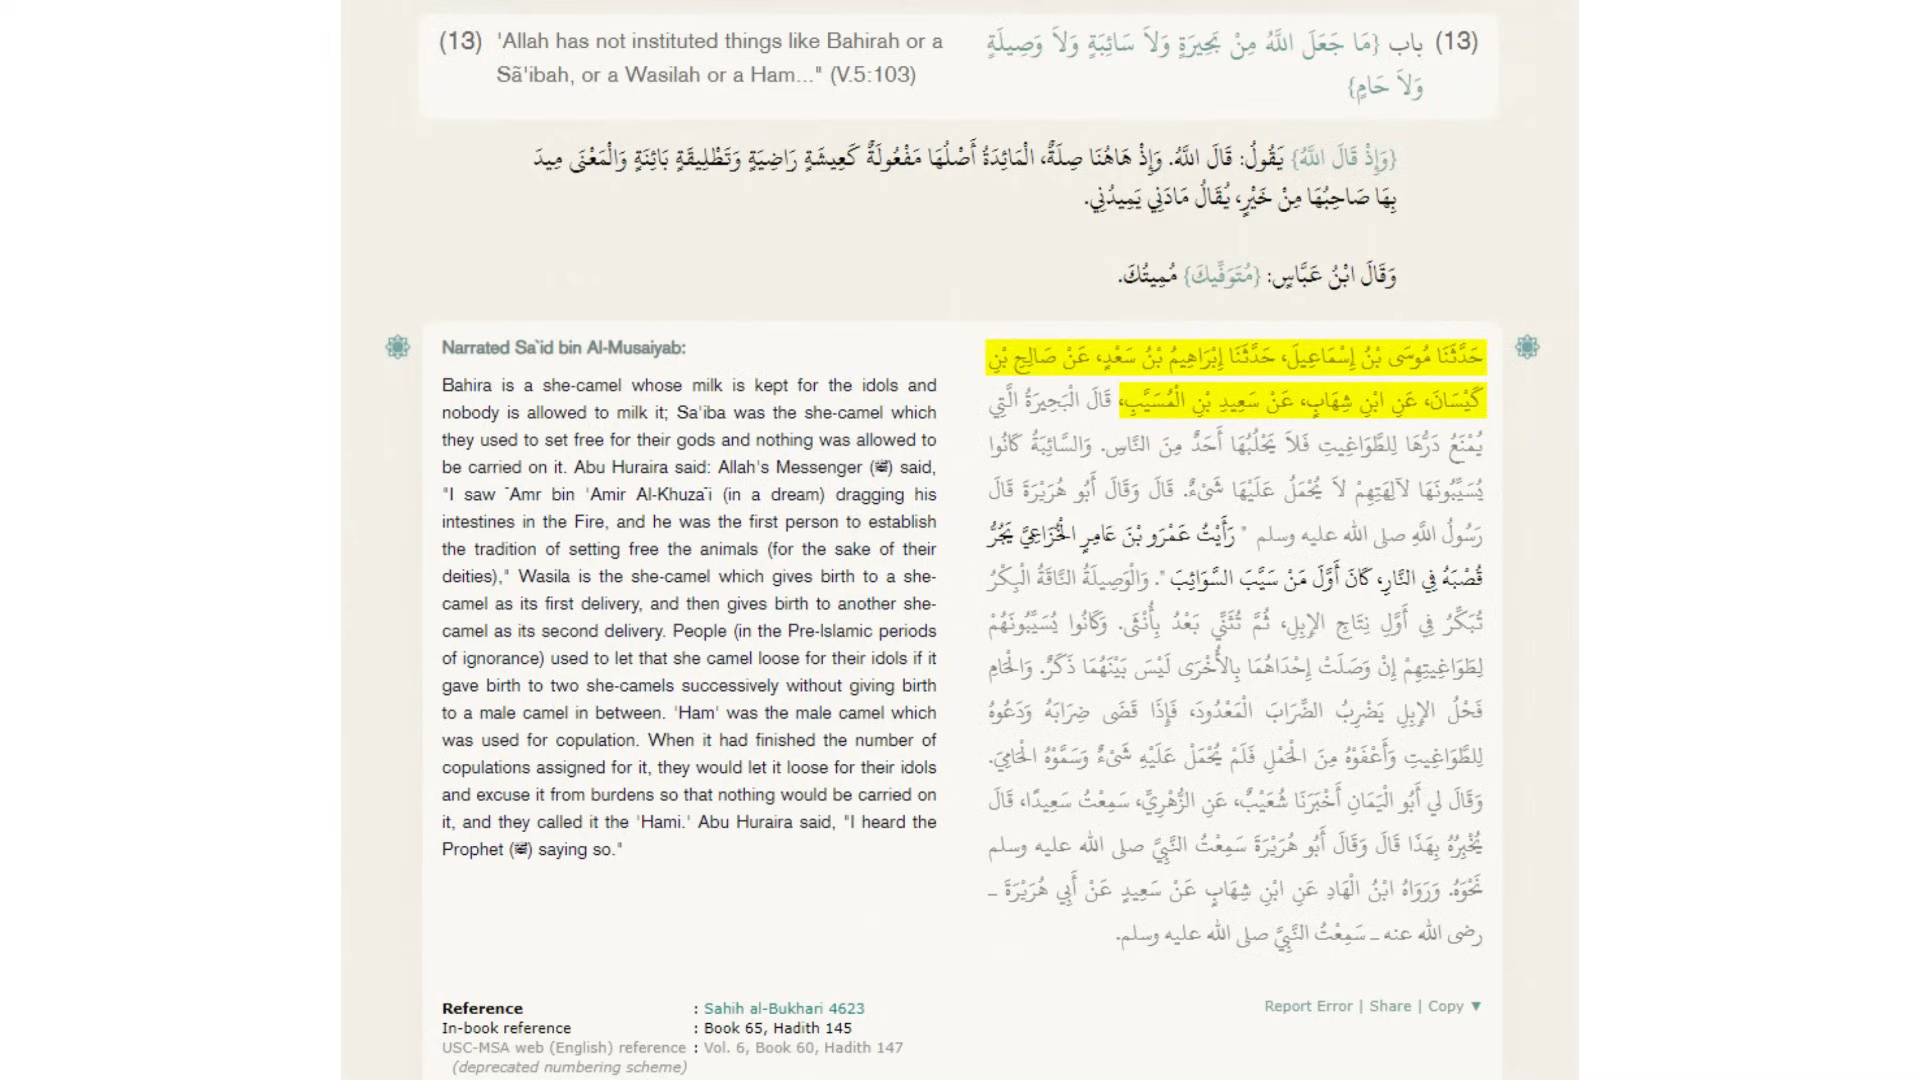 (13) 'Allah has not instituted things like Bahirah or a
Sã'ibah, or a Wasilah or a Ham..." (V.5:103)
(13) باب {مَا جَعَلَ اللَّهُ مِنْ بَحِيرَةٍ وَلاَ سَائِبَةٍ وَلاَ وَصِيلَةٍ
وَلاَ حَامٍ}
{وَإِذْ قَالَ اللَّهُ} يَقُولُ: قَالَ اللَّهُ. وَإِذْ هَاهُنَا صِلَةٌ، الْمَائِدَةُ أَصْلُهَا مَفْعُولَةٌ كَعِيشَةٍ رَاضِيَةٍ وَتَطْلِيقَةٍ بَائِنَةٍ وَالْمَعْنَى مِيدَ
بِهَا صَاحِبُهَا مِنْ خَيْرٍ، يُقَالُ مَادَنِي يَمِيدُنِي.
وَقَالَ ابْنُ عَبَّاسٍ: {مُتَوَفِّيكَ} مُمِيتُكَ.
Narrated Sa`id bin Al-Musaiyab:
Bahira is a she-camel whose milk is kept for the idols and
nobody is allowed to milk it; Sa'iba was the she-camel which
they used to set free for their gods and nothing was allowed to
be carried on it. Abu Huraira said: Allah's Messenger (ﷺ) said,
"I saw `Amr bin 'Amir Al-Khuza`i (in a dream) dragging his
intestines in the Fire, and he was the first person to establish
the tradition of setting free the animals (for the sake of their
deities)," Wasila is the she-camel which gives birth to a she-
camel as its first delivery, and then gives birth to another she-
camel as its second delivery. People (in the Pre-Islamic periods
of ignorance) used to let that she camel loose for their idols if it
gave birth to two she-camels successively without giving birth
to a male camel in between. 'Ham' was the male camel which
was used for copulation. When it had finished the number of
copulations assigned for it, they would let it loose for their idols
and excuse it from burdens so that nothing would be carried on
it, and they called it the 'Hami.' Abu Huraira said, "I heard the
Prophet (ﷺ) saying so."
حَدَّثَنَا مُوسَى بْنُ إِسْمَاعِيلَ، حَدَّثَنَا إِبْرَاهِيمُ بْنُ سَعْدٍ، عَنْ صَالِحِ بْنِ
كَيْسَانَ، عَنِ ابْنِ شِهَابٍ، عَنْ سَعِيدِ بْنِ الْمُسَيَّبِ، قَالَ الْبَحِيرَةُ الَّتِي
يُمْنَعُ دَرُّهَا لِلطَّوَاغِيتِ فَلاَ يَحْلُبُهَا أَحَدٌ مِنَ النَّاسِ. وَالسَّائِبَةُ كَانُوا
يُسَيِّبُونَهَا لآلِهَتِهِمْ لاَ يُحْمَلُ عَلَيْهَا شَىْءٌ. قَالَ وَقَالَ أَبُو هُرَيْرَةَ قَالَ
رَسُولُ اللَّهِ صلى الله عليه وسلم " رَأَيْتُ عَمْرَو بْنَ عَامِرٍ الْخُزَاعِيَّ يَجُرُّ
قُصْبَهُ فِي النَّارِ، كَانَ أَوَّلَ مَنْ سَيَّبَ السَّوَائِبَ ". وَالْوَصِيلَةُ النَّاقَةُ الْبِكْرُ
تُبَكِّرُ فِي أَوَّلِ نِتَاجِ الإِبِلِ، ثُمَّ تُثَنِّي بَعْدُ بِأُنْثَى. وَكَانُوا يُسَيِّبُونَهُمْ
لِطَوَاغِيتِهِمْ إِنْ وَصَلَتْ إِحْدَاهُمَا بِالأُخْرَى لَيْسَ بَيْنَهُمَا ذَكَرٌ. وَالْحَامِ
فَحْلُ الإِبِلِ يَضْرِبُ الضِّرَابَ الْمَعْدُودَ، فَإِذَا قَضَى ضِرَابَهُ وَدَعُوهُ
لِلطَّوَاغِيتِ وَأَعْفَوْهُ مِنَ الْحَمْلِ فَلَمْ يُحْمَلْ عَلَيْهِ شَىْءٌ وَسَمَّوْهُ الْحَامِيَ.
وَقَالَ لِي أَبُو الْيَمَانِ أَخْبَرَنَا شُعَيْبٌ، عَنِ الزُّهْرِيِّ، سَمِعْتُ سَعِيدًا، قَالَ
يُخْبِرُهُ بِهَذَا قَالَ وَقَالَ أَبُو هُرَيْرَةَ سَمِعْتُ النَّبِيَّ صلى الله عليه وسلم
نَحْوَهُ. وَرَوَاهُ ابْنُ الْهَادِ عَنِ ابْنِ شِهَابٍ عَنْ سَعِيدٍ عَنْ أَبِي هُرَيْرَةَ ـ
رضى الله عنه ـ سَمِعْتُ النَّبِيَّ صلى الله عليه وسلم.
Reference : Sahih al-Bukhari 4623
In-book reference : Book 65, Hadith 145
USC-MSA web (English) reference : Vol. 6, Book 60, Hadith 147
(deprecated numbering scheme)
Report Error | Share | Copy ▼